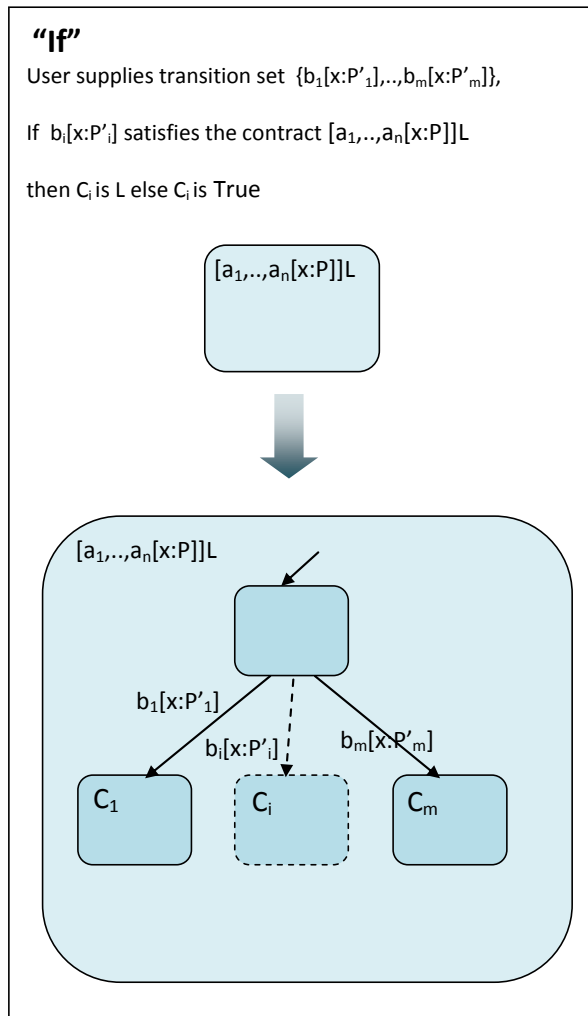 “If”
User supplies transition set {b₁[x:P'₁],..,bₘ[x:P’ₘ]},
If bᵢ[x:P’ᵢ] satisfies the contract [a₁,..,aₙ[x:P]]L
then Cᵢ is L else Cᵢ is True
[a₁,..,aₙ[x:P]]L
[a₁,..,aₙ[x:P]]L
b₁[x:P’₁]
bᵢ[x:P’ᵢ]
bₘ[x:P’ₘ]
C₁
Cᵢ
Cₘ